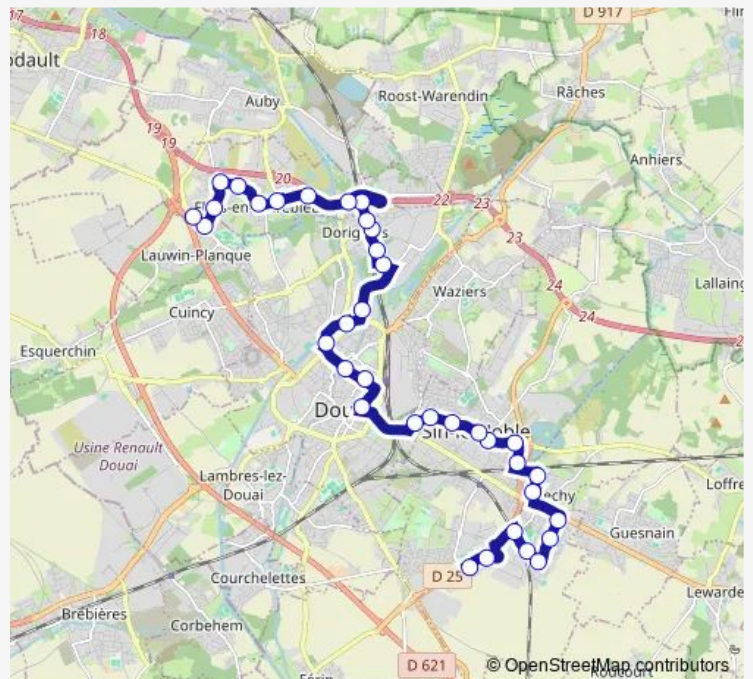 17
18
D 917
odault
Auby
Roost-Warendin
Râches
19
19
20
22
23
Anhiers
Lauwin-Planque
23
Waziers
24
24
Lallaing
Cuincy
Esquerchin
Usine Renault
Douai
Lambres-lez-
Douai
Loffre
Guesnain
Courchelettes
D 25
Lewarde
Brebières
Corbehem
D 621
© OpenStreetMap contributors